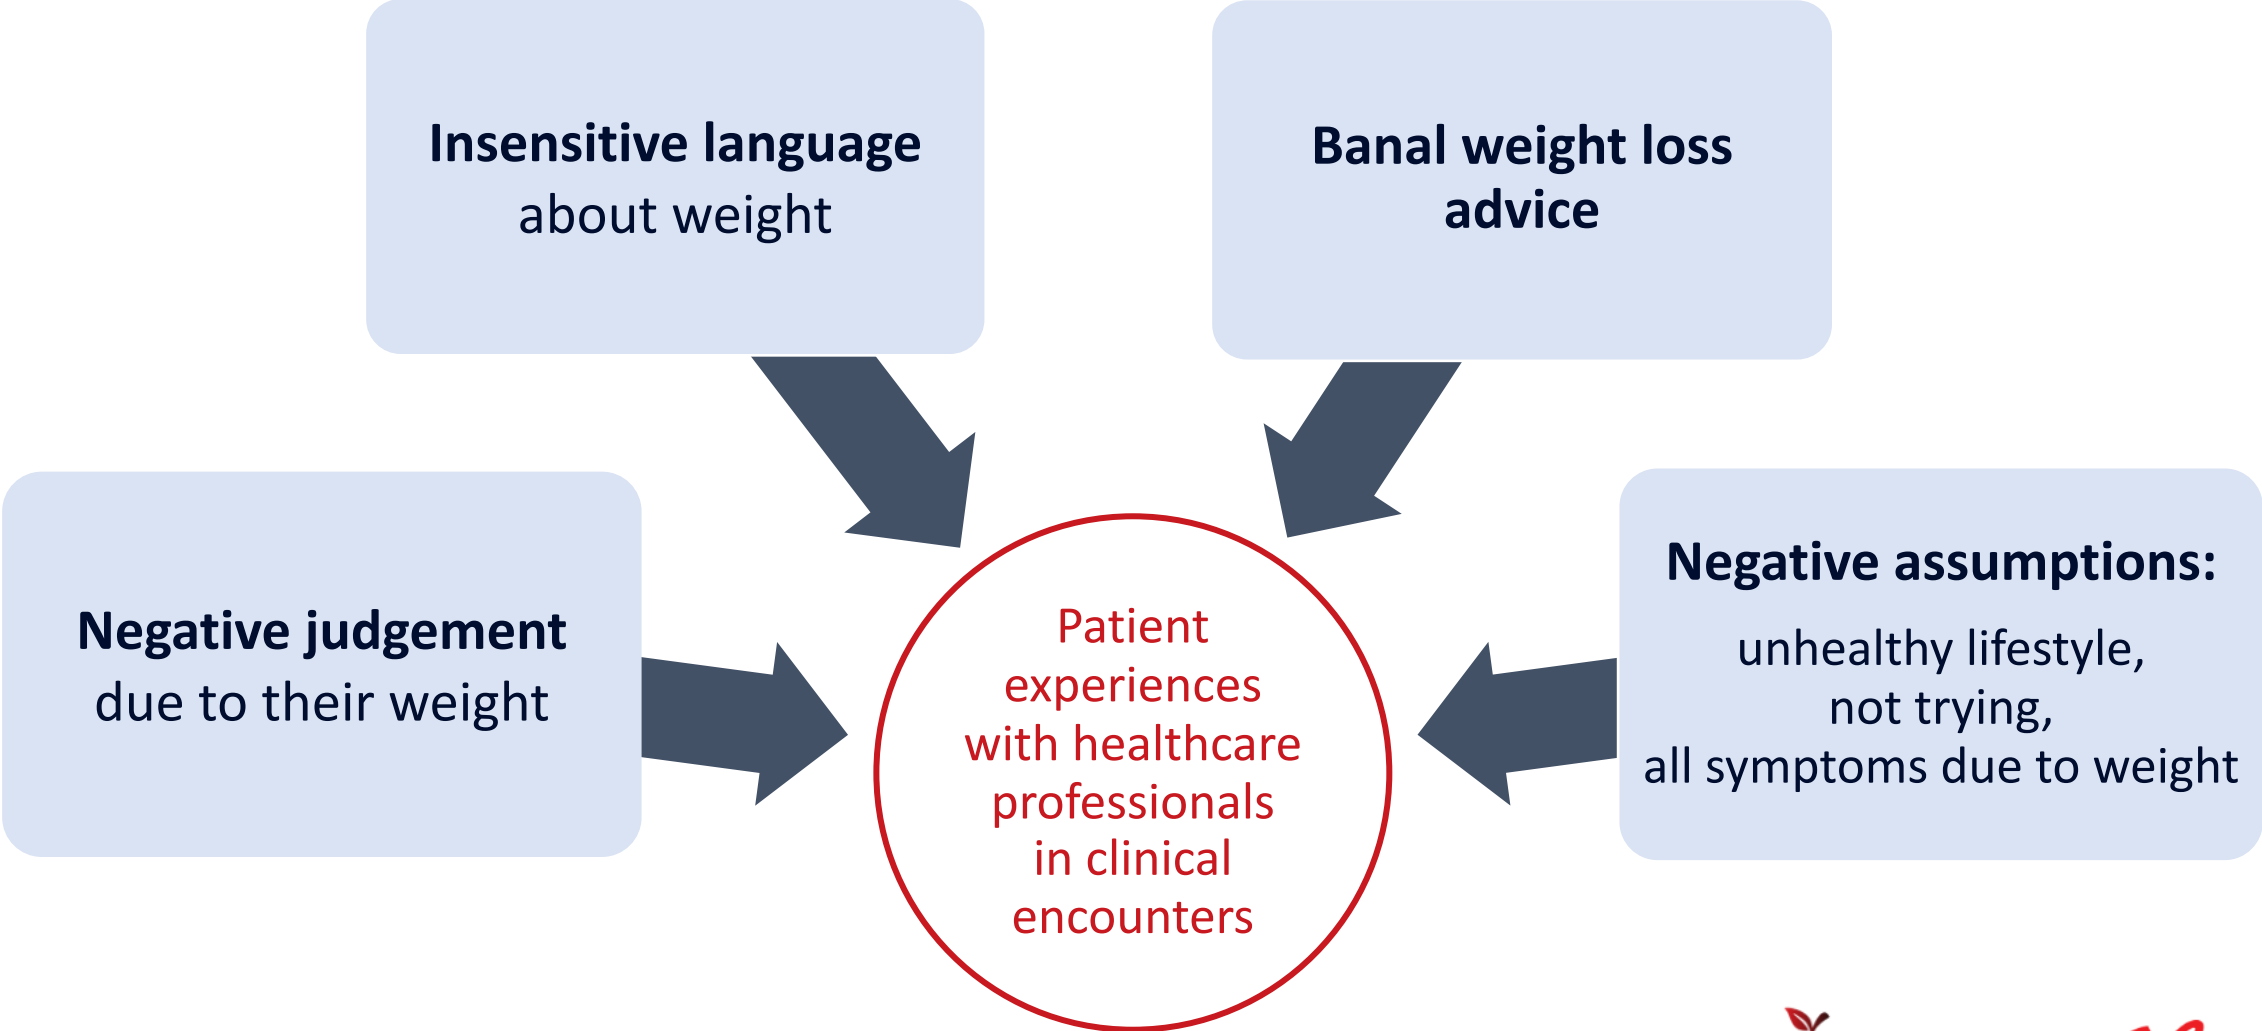 Insensitive language
about weight
Banal weight loss
advice
Negative judgement
due to their weight
Negative assumptions:
unhealthy lifestyle,
not trying,
all symptoms due to weight
Patient
experiences
with healthcare
professionals
in clinical
encounters